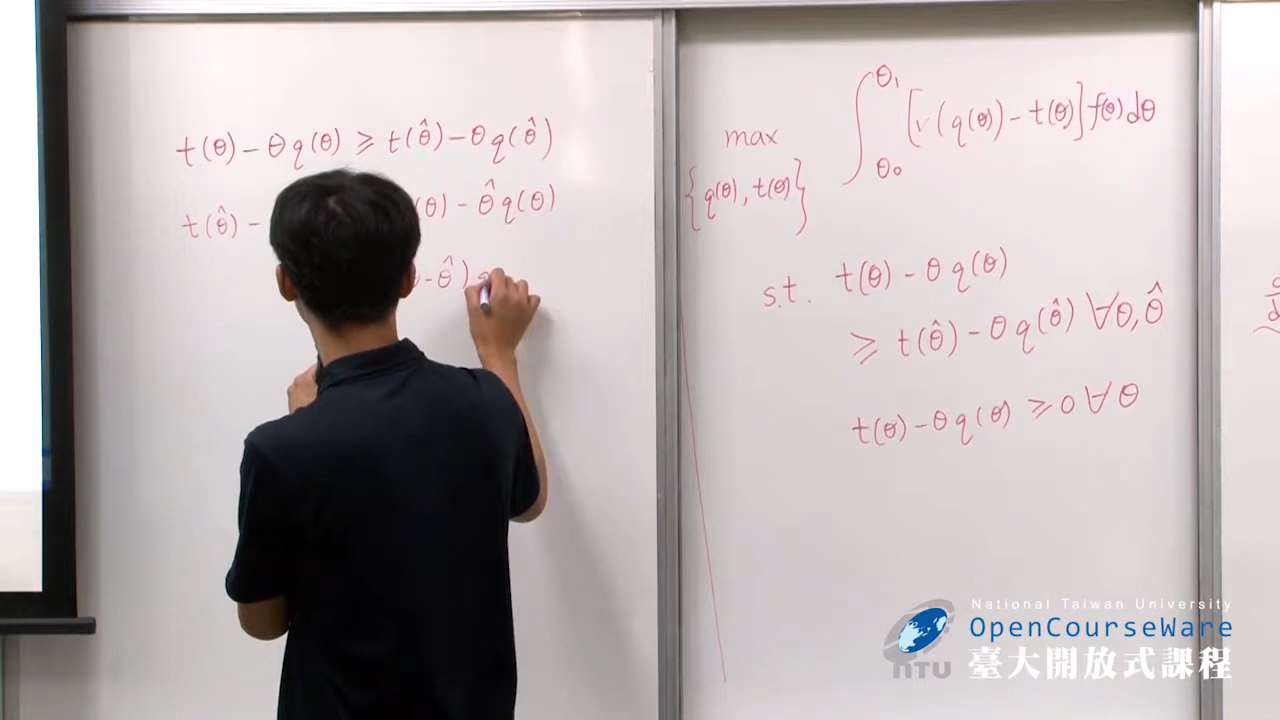 t(θ) − θq(θ) ⩾ t(θ̂) − θq(θ̂)
t(θ̂) − (θ) − θ̂q(θ)
- θ̂)
max
{q(θ), t(θ)}
∫ θ₁ θ₀ [v(q(θ)) − t(θ)] f(θ) dθ
s.t. t(θ) − θq(θ)
⩾ t(θ̂) − θq(θ̂) ∀θ, θ̂
t(θ) − θq(θ) ⩾ 0 ∀θ
National Taiwan University
OpenCourseWare
NTU 臺大開放式課程